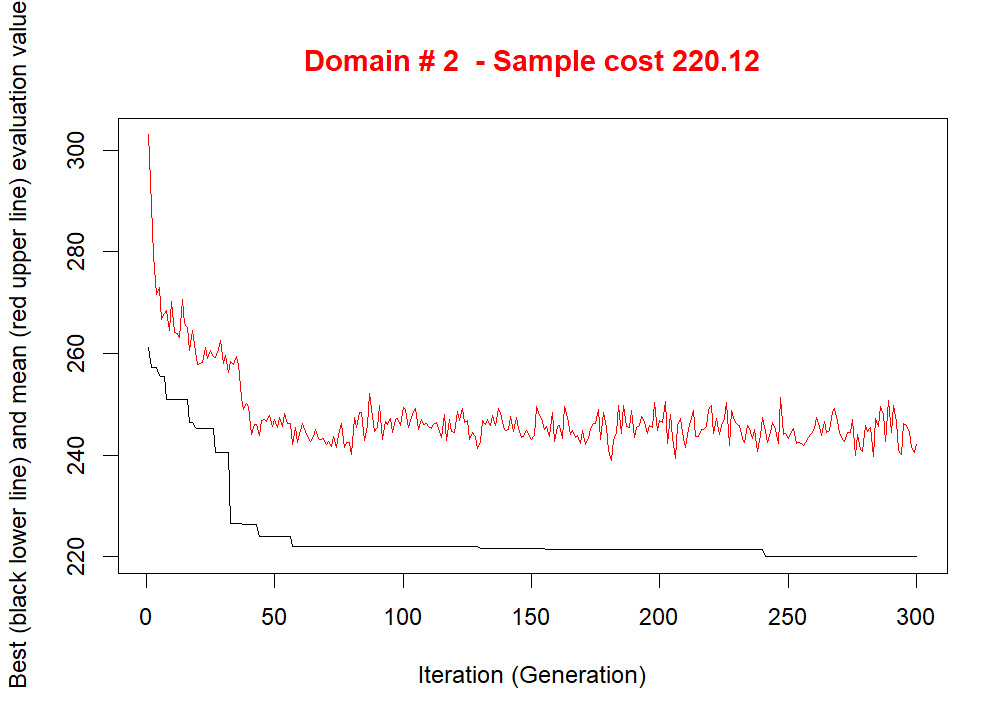 Domain # 2  - Sample cost 220.12
Best (black lower line) and mean (red upper line) evaluation value
300
280
260
240
220
0 50 100 150 200 250 300
Iteration (Generation)